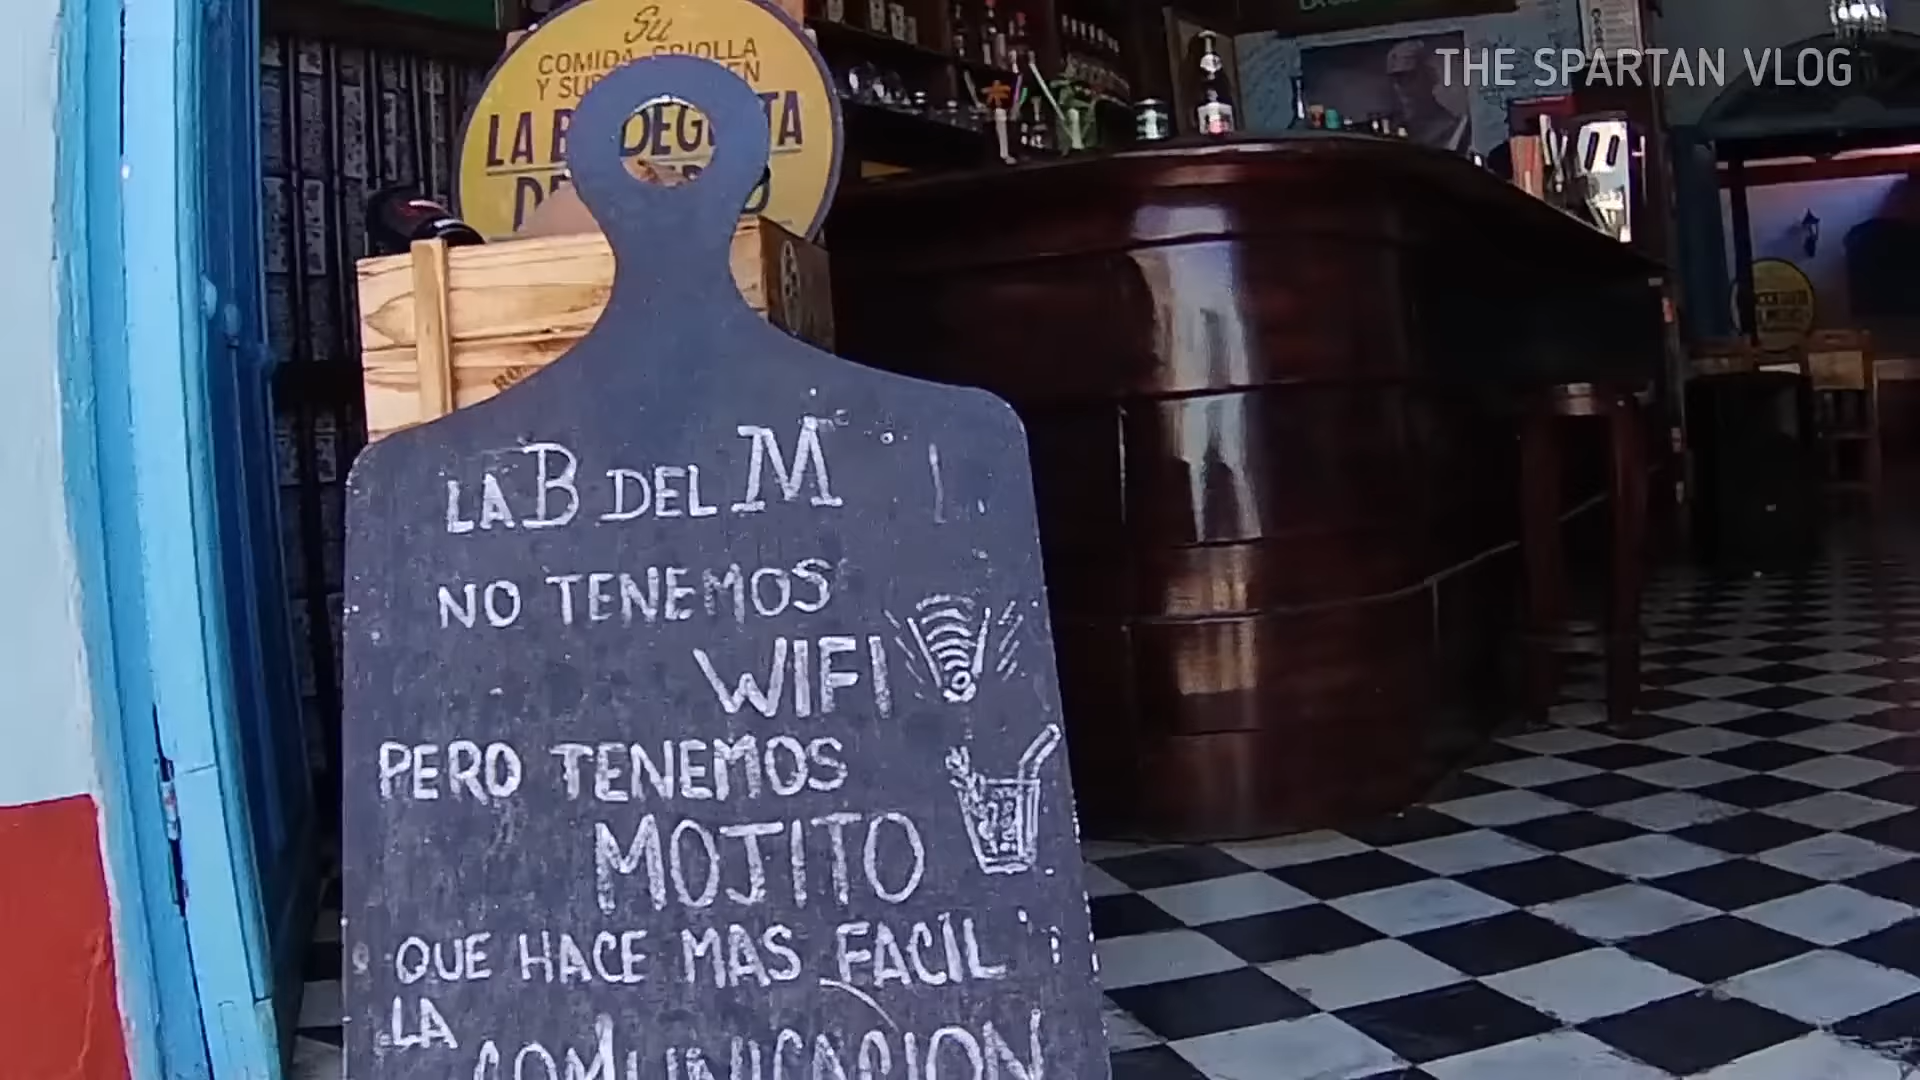 THE SPARTAN VLOG
Su
COMIDA CRIOLLA
LA B DEL M
NO TENEMOS
WIFI
PERO TENEMOS
MOJITO
QUE HACE MAS FACIL
LA
COMUNICACION